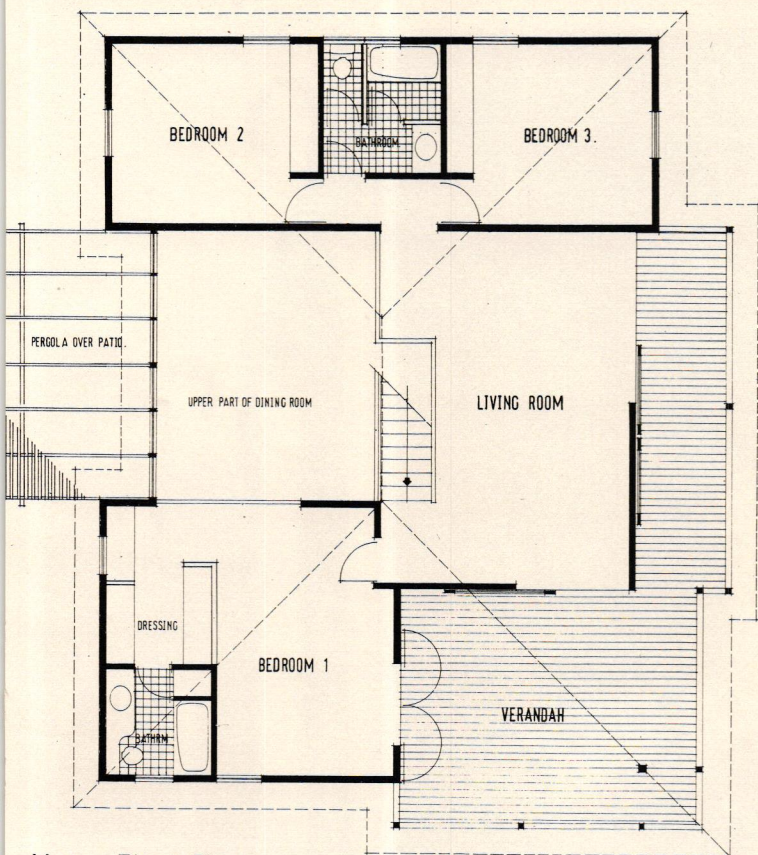 BEDROOM 2
BATHROOM.
BEDROOM 3.
PERGOLA OVER PATIO.
UPPER PART OF DINING ROOM
LIVING ROOM
DRESSING
BEDROOM 1
BATHRM
VERANDAH